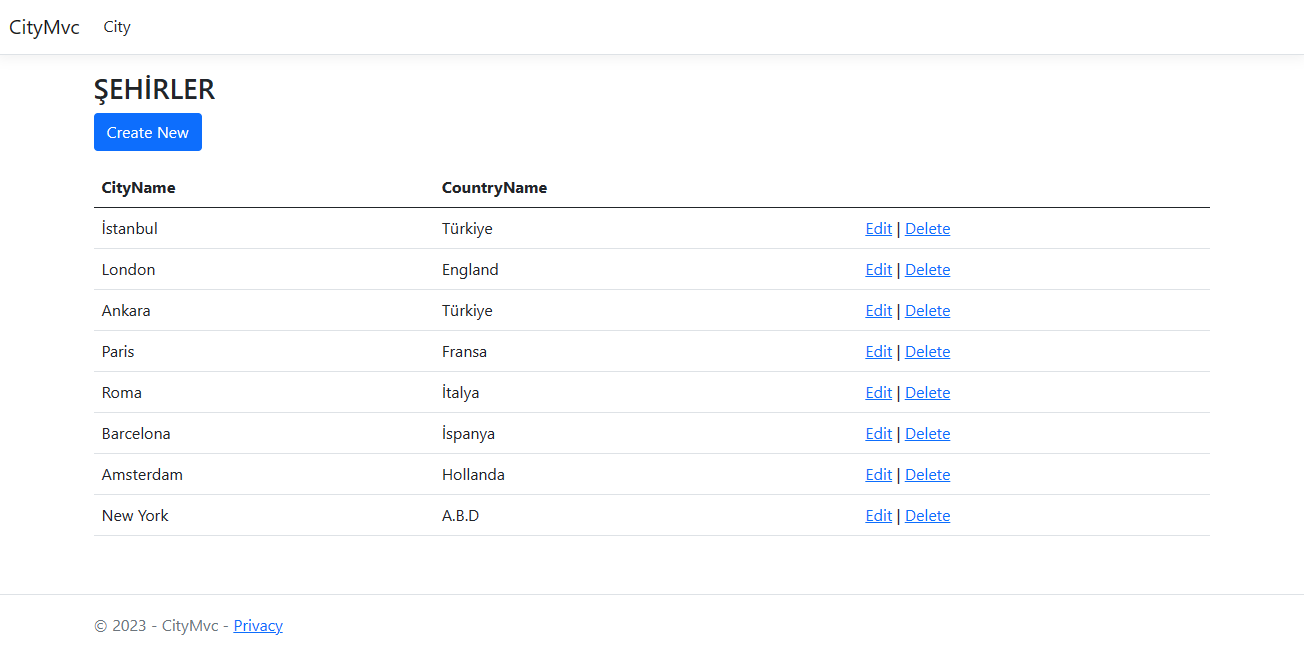 CityMvc City
ŞEHİRLER
Create New
CityName CountryName
İstanbul Türkiye Edit | Delete
London England Edit | Delete
Ankara Türkiye Edit | Delete
Paris Fransa Edit | Delete
Roma İtalya Edit | Delete
Barcelona İspanya Edit | Delete
Amsterdam Hollanda Edit | Delete
New York A.B.D Edit | Delete
© 2023 - CityMvc - Privacy